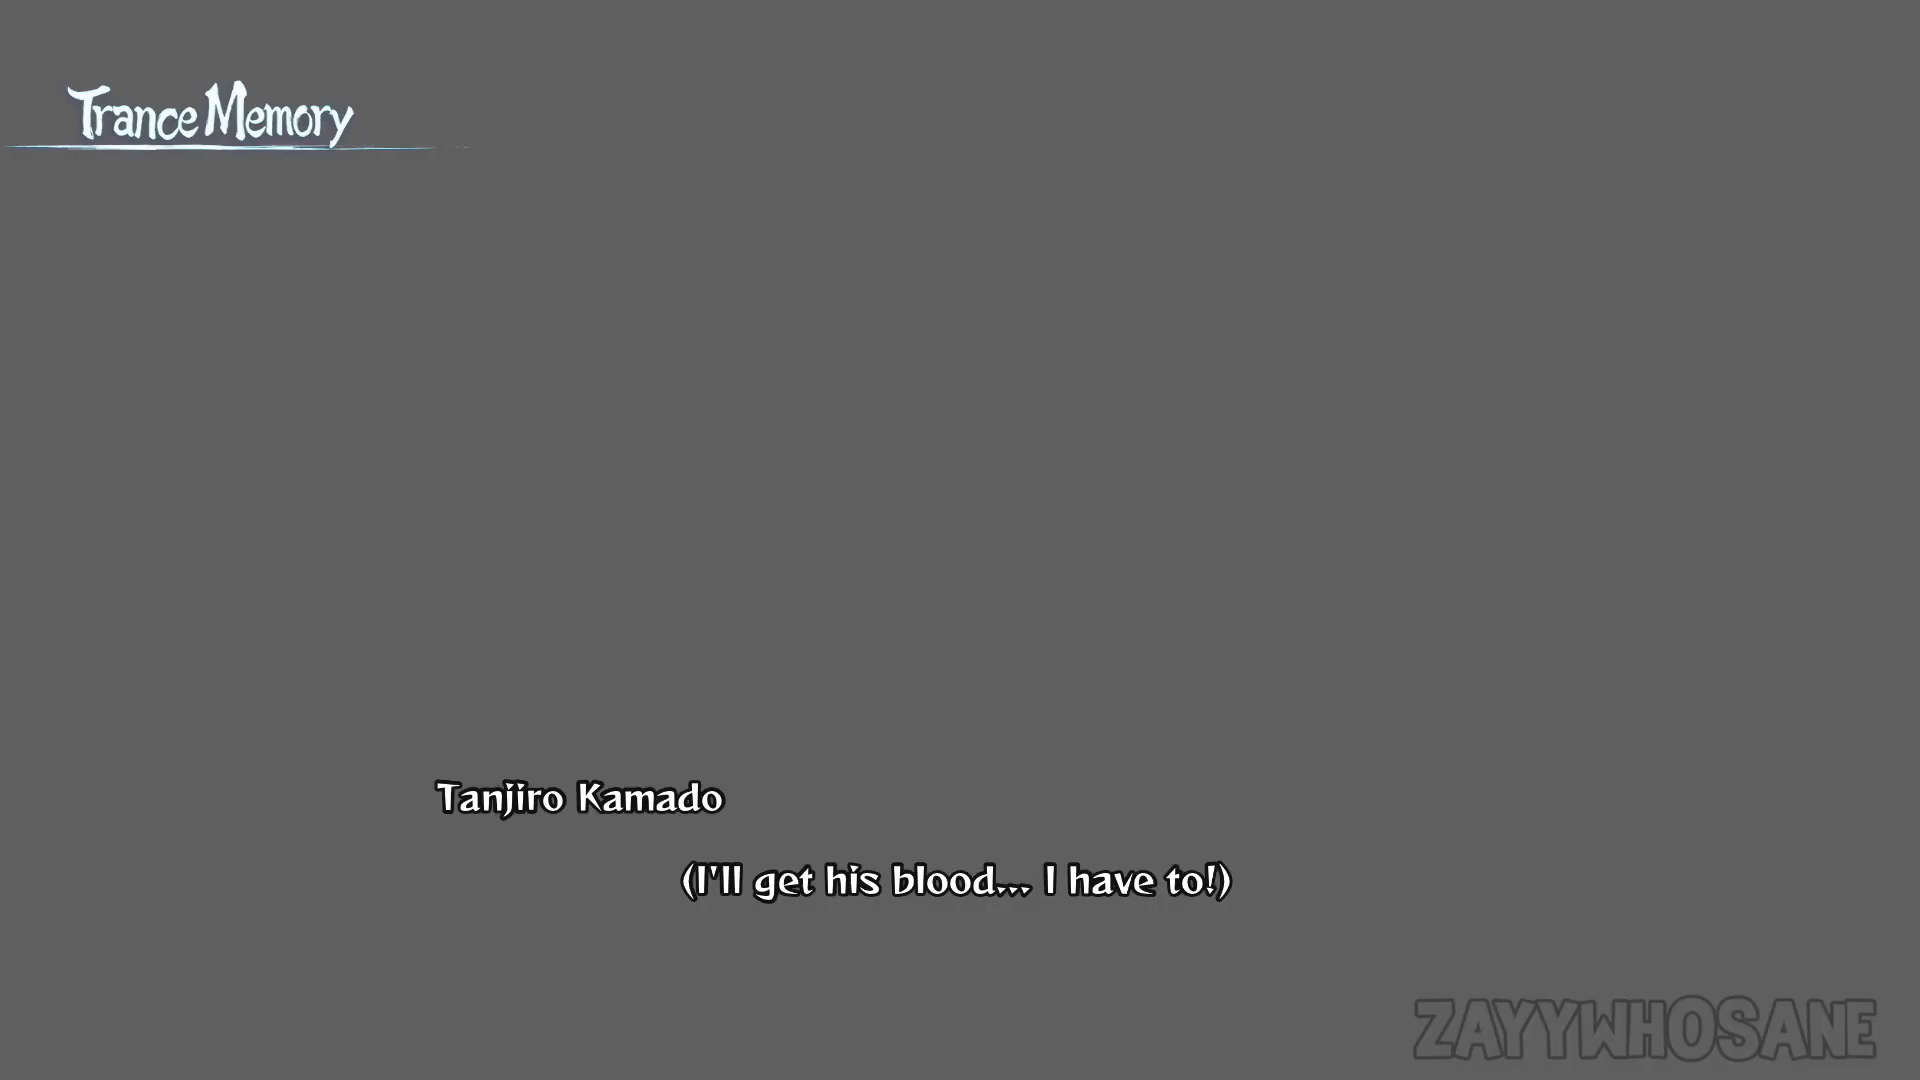 Trance Memory
Tanjiro Kamado
(I'll get his blood... I have to!)
ZAYYWHOSANE